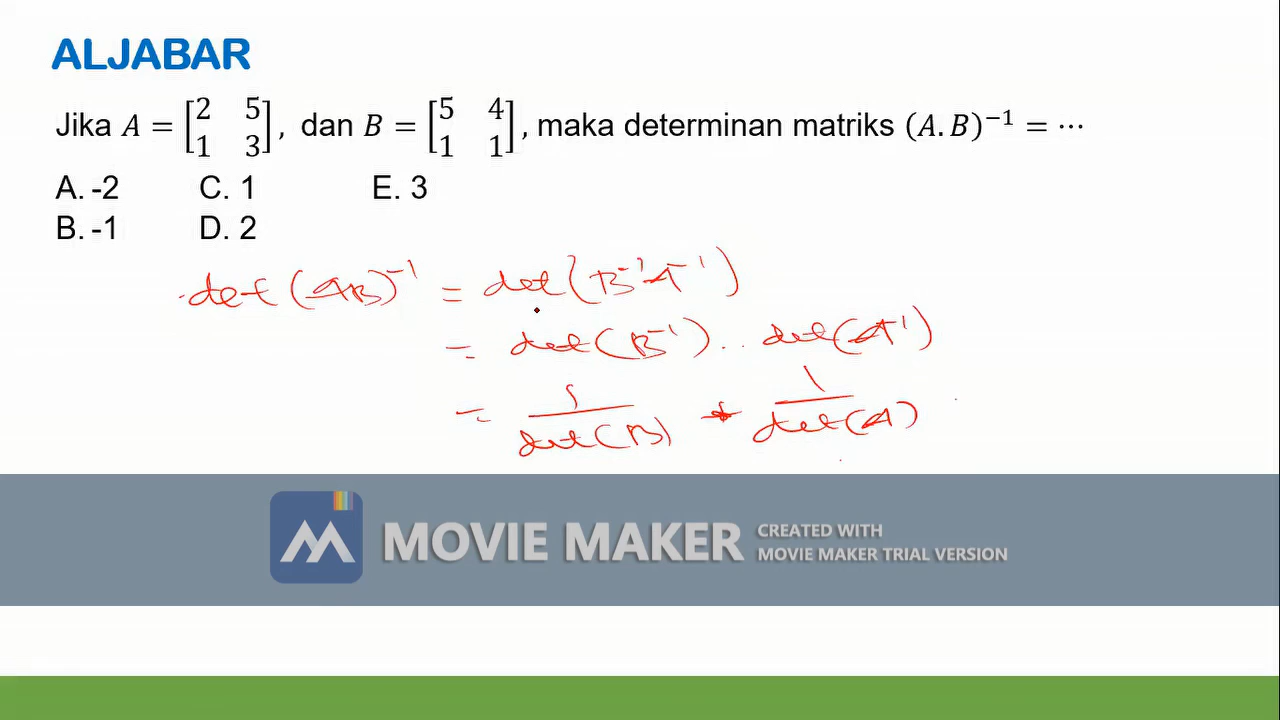 ALJABAR
Jika A = [2 5; 1 3], dan B = [5 4; 1 1], maka determinan matriks (A.B)⁻¹ = ⋯
A. -2 C. 1 E. 3
B. -1 D. 2
det (AB)⁻¹ = det (B⁻¹A⁻¹)
= det (B⁻¹) . det (A⁻¹)
= 1/det(B) * 1/det(A)
MOVIE MAKER
CREATED WITH
MOVIE MAKER TRIAL VERSION